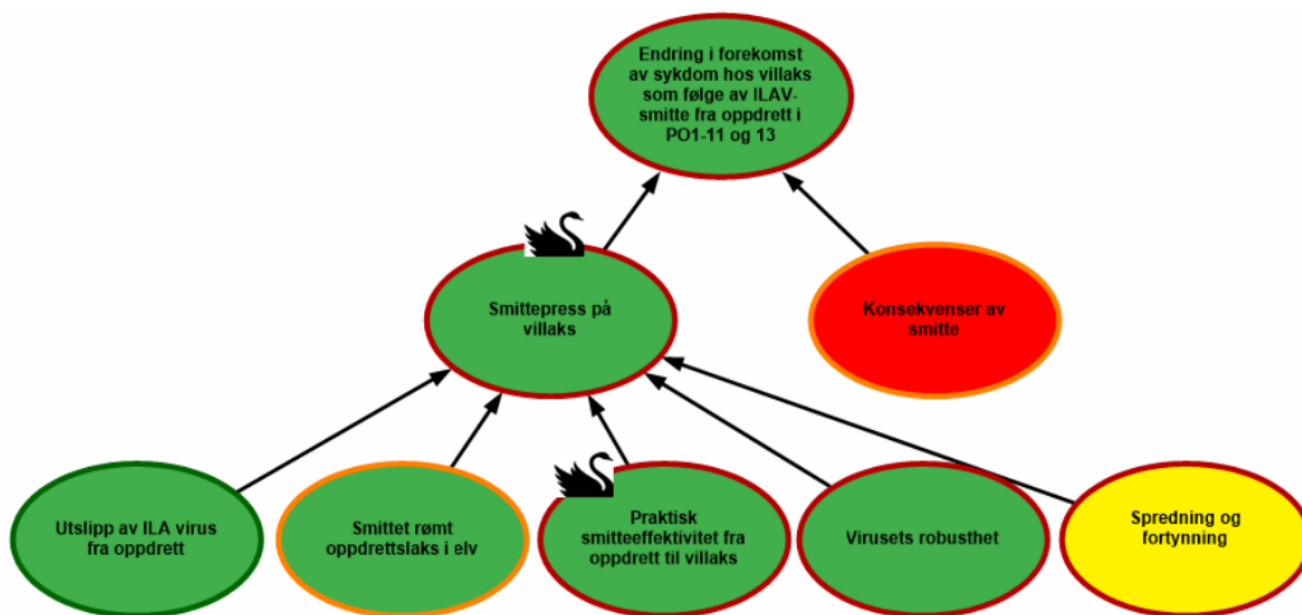 Endring i forekomst
av sykdom hos villaks
som følge av ILAV-
smitte fra oppdrett i
PO1-11 og 13
Smittepress på
villaks
Konsekvenser av
smitte
Utslipp av ILA virus
fra oppdrett
Smittet rømt
oppdrettslaks i elv
Praktisk
smitteeffektivitet fra
oppdrett til villaks
Virusets robusthet
Spredning og
fortynning